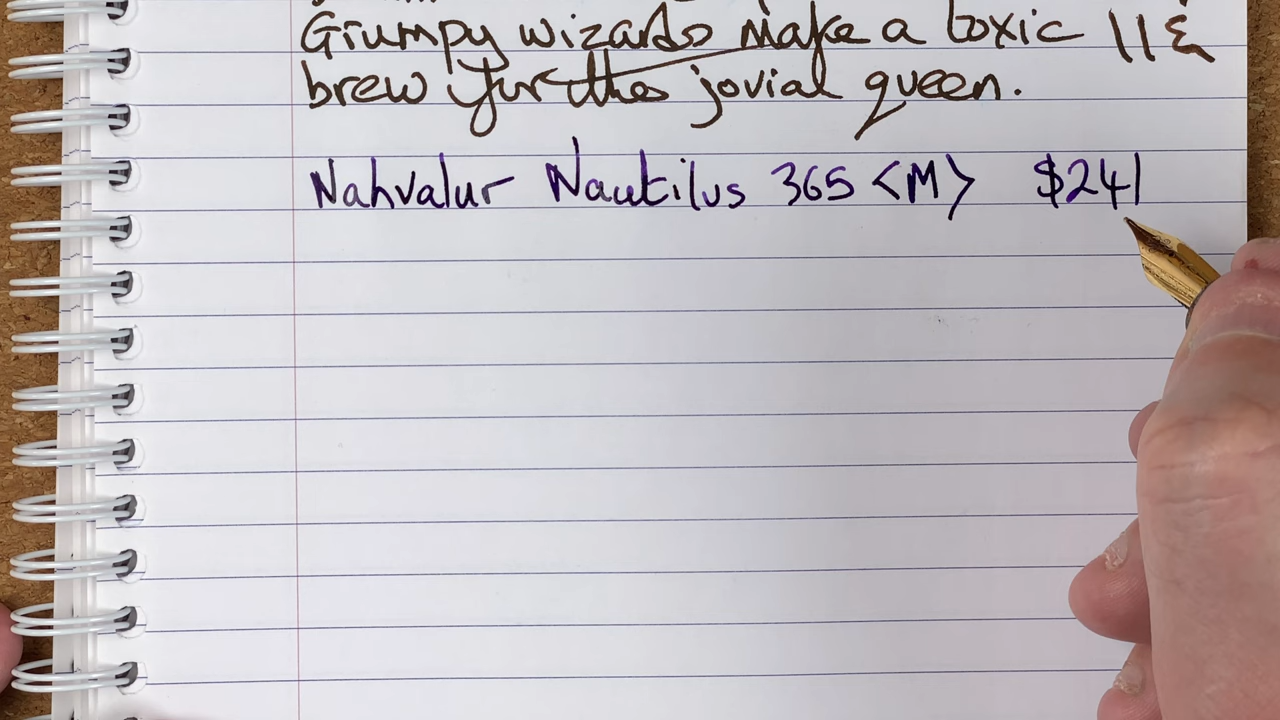 Grumpy wizards make a toxic
brew for the jovial queen.
Nahvalur Nautilus 365 <M> $241